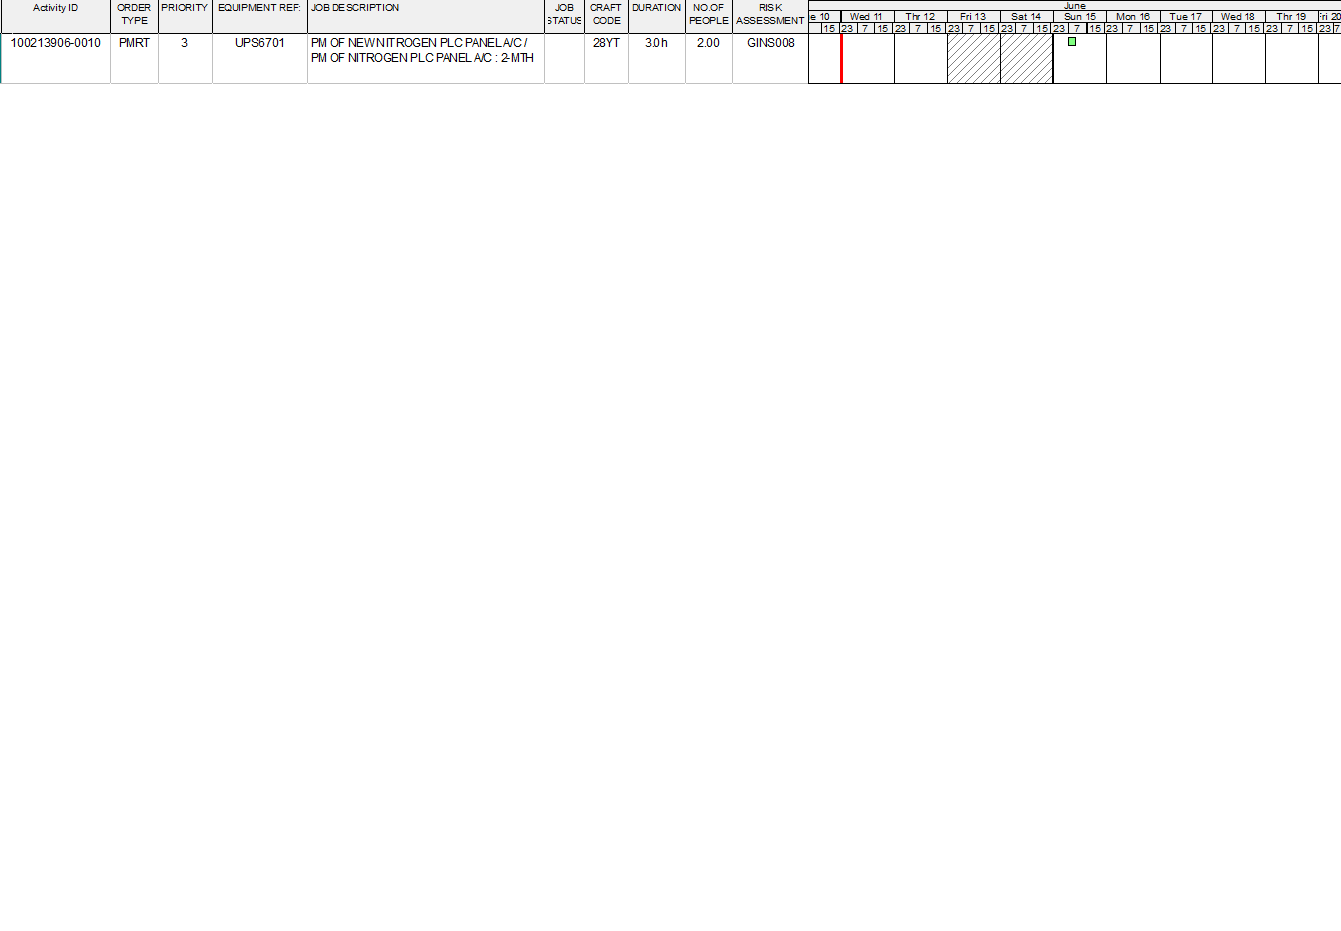 Activity ID ORDER TYPE PRIORITY EQUIPMENT REF: JOB DESCRIPTION JOB STATUS CRAFT CODE DURATION NO.OF PEOPLE RISK ASSESSMENT
June
e 10 Wed 11 Thr 12 Fri 13 Sat 14 Sun 15 Mon 16 Tue 17 Wed 18 Thr 19 Fri 20
15 23 7 15 23 7 15 23 7 15 23 7 15 23 7 15 23 7 15 23 7 15 23 7 15 23 7 15 23 7
100213906-0010 PMRT 3 UPS6701 PM OF NEW NITROGEN PLC PANEL A/C / 28YT 3.0h 2.00 GINS008
PM OF NITROGEN PLC PANEL A/C : 2-MTH